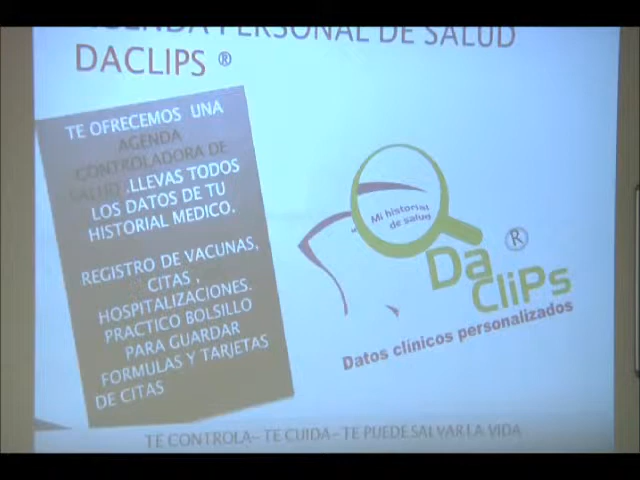 AGENDA PERSONAL DE SALUD
DACLIPS ®
TE OFRECEMOS UNA
AGENDA
CONTROLADORA DE
SALUD .LLEVAS TODOS
LOS DATOS DE TU
HISTORIAL MEDICO.
REGISTRO DE VACUNAS,
CITAS ,
HOSPITALIZACIONES.
PRACTICO BOLSILLO
PARA GUARDAR
FORMULAS Y TARJETAS
DE CITAS
Mi historial
de salud
Da
CliPs ®
Datos clínicos personalizados
TE CONTROLA– TE CUIDA– TE PUEDE SALVAR LA VIDA